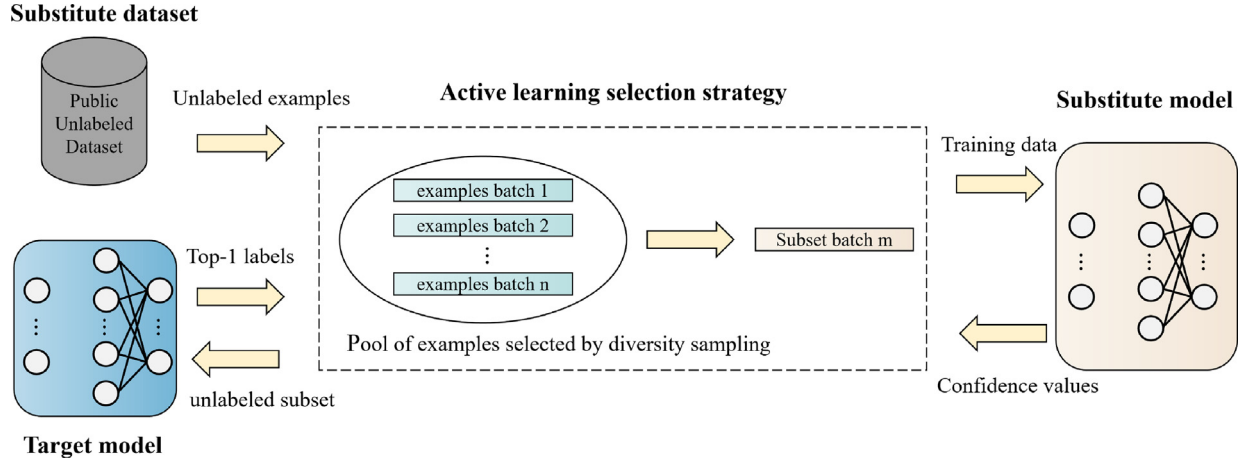 Substitute dataset
Public
Unlabeled
Dataset
Unlabeled examples
Active learning selection strategy
Substitute model
Training data
examples batch 1
examples batch 2
⋮
examples batch n
Subset batch m
Top-1 labels
Pool of examples selected by diversity sampling
unlabeled subset
Confidence values
Target model